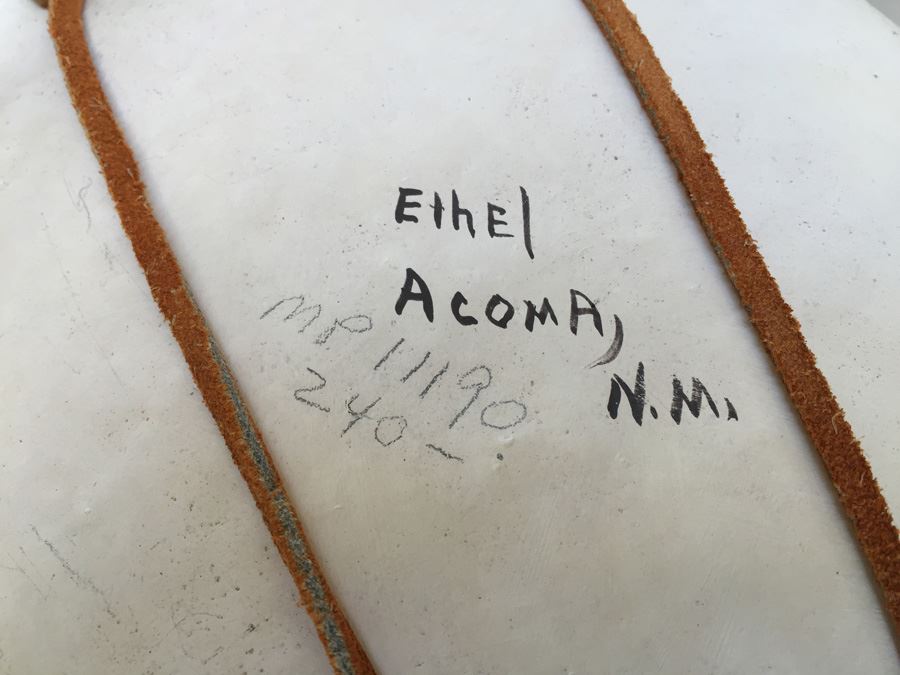 EthEl
ACOMA,
N.M.
MP 11190
240-.